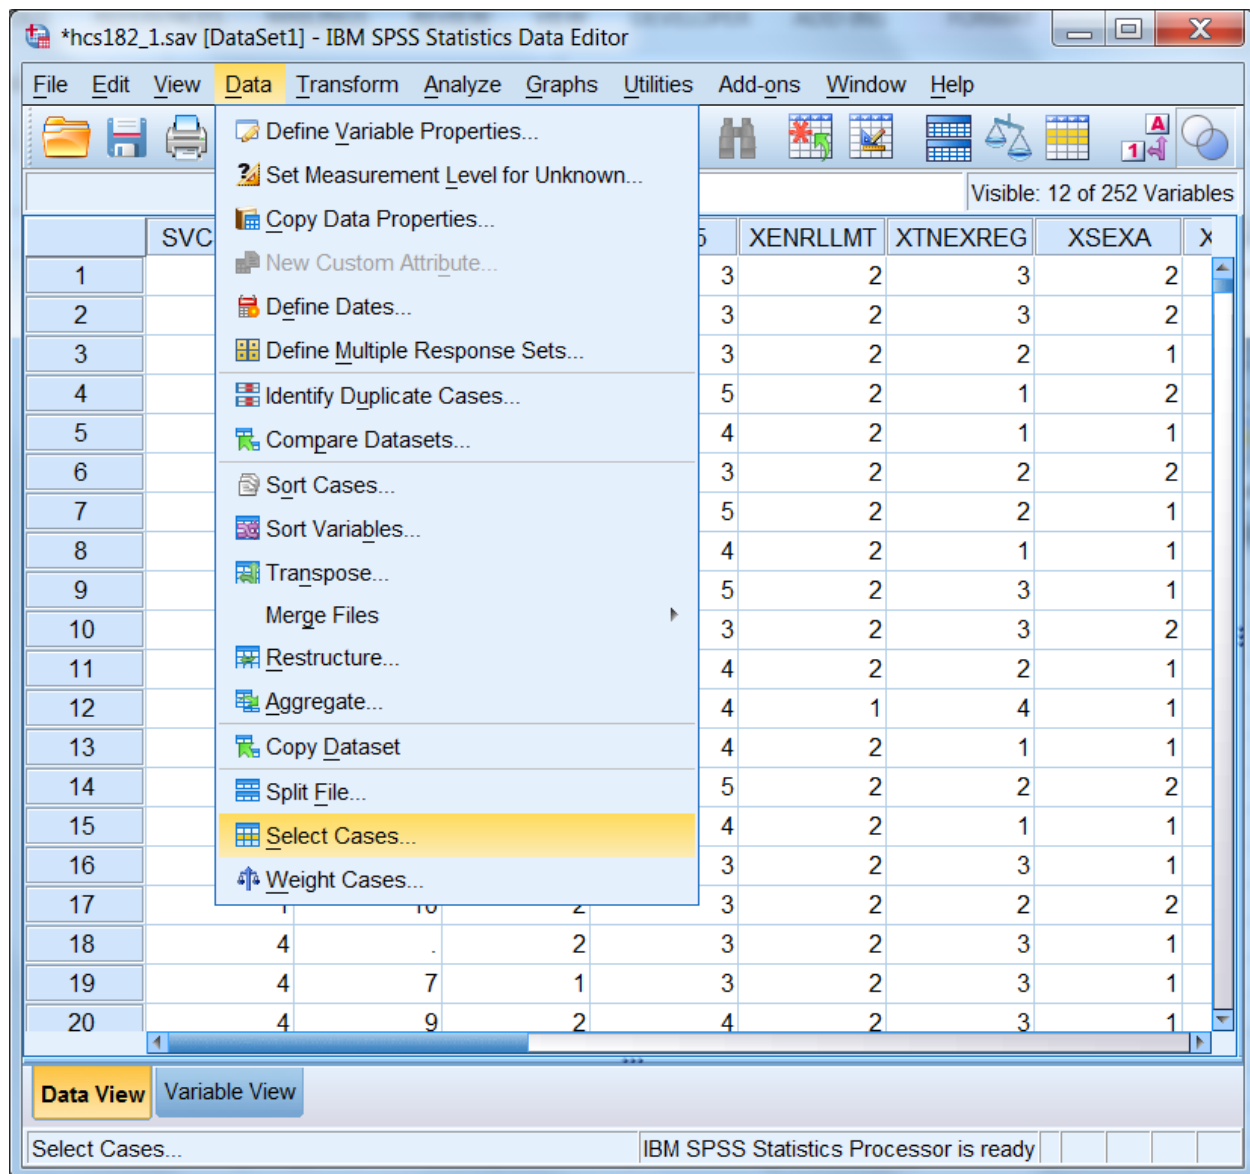 *hcs182_1.sav [DataSet1] - IBM SPSS Statistics Data Editor
File Edit View Data Transform Analyze Graphs Utilities Add-ons Window Help
Define Variable Properties...
Set Measurement Level for Unknown...
Copy Data Properties...
New Custom Attribute...
Define Dates...
Define Multiple Response Sets...
Identify Duplicate Cases...
Compare Datasets...
Sort Cases...
Sort Variables...
Transpose...
Merge Files
Restructure...
Aggregate...
Copy Dataset
Split File...
Select Cases...
Weight Cases...
A
1
Visible: 12 of 252 Variables
SVC 5 XENRLLMT XTNEXREG XSEXA X
1 3 2 3 2
2 3 2 3 2
3 3 2 2 1
4 5 2 1 2
5 4 2 1 1
6 3 2 2 2
7 5 2 2 1
8 4 2 1 1
9 5 2 3 1
10 3 2 3 2
11 4 2 2 1
12 4 1 4 1
13 4 2 1 1
14 5 2 2 2
15 4 2 1 1
16 3 2 3 1
17 1 10 2 3 2 2 2
18 4 . 2 3 2 3 1
19 4 7 1 3 2 3 1
20 4 9 2 4 2 3 1
Data View Variable View
Select Cases... IBM SPSS Statistics Processor is ready